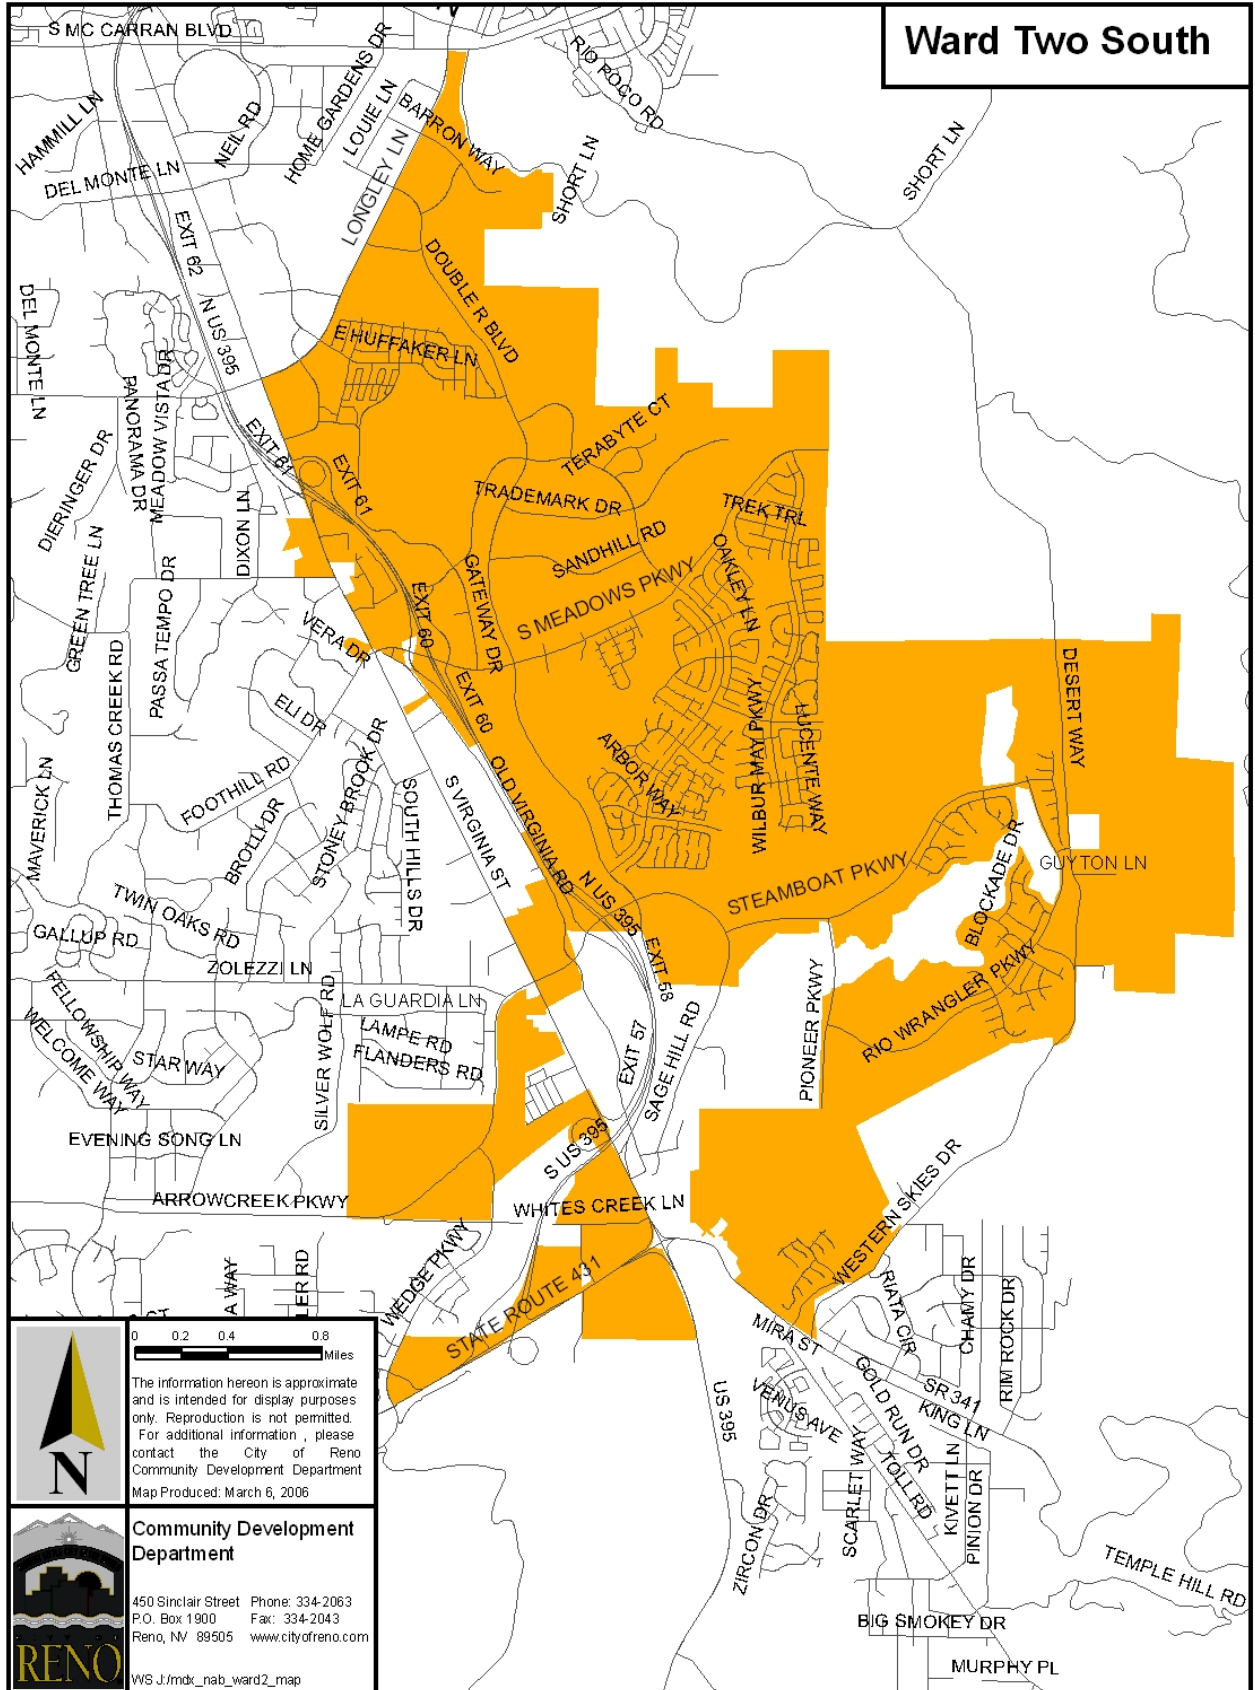 Ward Two South
S MC CARRAN BLVD
N
RIO POCO RD
HOME GARDENS DR
LOUIE LN
BARRON WAY
HAMMILL LN
NEIL RD
LONGLEY LN
SHORT LN
SHORT LN
DEL MONTE LN
EXIT 62
DOUBLE R BLVD
DEL MONTE LN
N US 395
E HUFFAKER LN
PANORAMA DR
MEADOW VISTA DR
DIERINGER DR
EXIT 61
EXIT 61
TERABYTE CT
TRADEMARK DR
TREK TRL
DIXON LN
SANDHILL RD
GREEN TREE LN
PASSATEMPO DR
GATEWAY DR
OAKLEY LN
S MEADOWS PKWY
EXIT 60
VERA DR
THOMAS CREEK RD
EXIT 60
DESERT WAY
ELI DR
WILBUR MAY PKWY
LUCENTE WAY
ARBOR WAY
FOOTHILL RD
STONEY BROOK DR
SOUTH HILLS DR
S VIRGINIA ST
OLD VIRGINIA RD
MAVERICK LN
BROLLI DR
GUYTON LN
BLOCKADE DR
STEAMBOAT PKWY
TWIN OAKS RD
N US 395
GALLUP RD
EXIT 58
ZOLEZZI LN
LA GUARDIA LN
PIONEER PKWY
RIO WRANGLER PKWY
FELLOWSHIP WAY
WELCOME WAY
SILVER WOLF RD
LAMPE RD
FLANDERS RD
STAR WAY
EXIT 57
SAGE HILL RD
EVENING SONG LN
S US 395
ARROWCREEK PKWY
WHITES CREEK LN
WESTERN SKIES DR
WEDGE PKWY
STATE ROUTE 431
A WAY
LER RD
CT
RIATA CIR
CHAMY DR
RIM ROCK DR
MIRA ST
GOLD RUN DR
SR 341
KING LN
US 395
VENUS AVE
TOLL RD
SCARLET WAY
KIVETT LN
PINION DR
ZIRCON DR
TEMPLE HILL RD
BIG SMOKEY DR
MURPHY PL
0 0.2 0.4 0.8
Miles
The information hereon is approximate
and is intended for display purposes
only. Reproduction is not permitted.
For additional information , please
contact the City of Reno
Community Development Department
Map Produced: March 6, 2006
N
Community Development
Department
450 Sinclair Street Phone: 334-2063
P.O. Box 1900 Fax: 334-2043
Reno, NV 89505 www.cityofreno.com
WS J:/mdx_nab_ward2_map
RENO